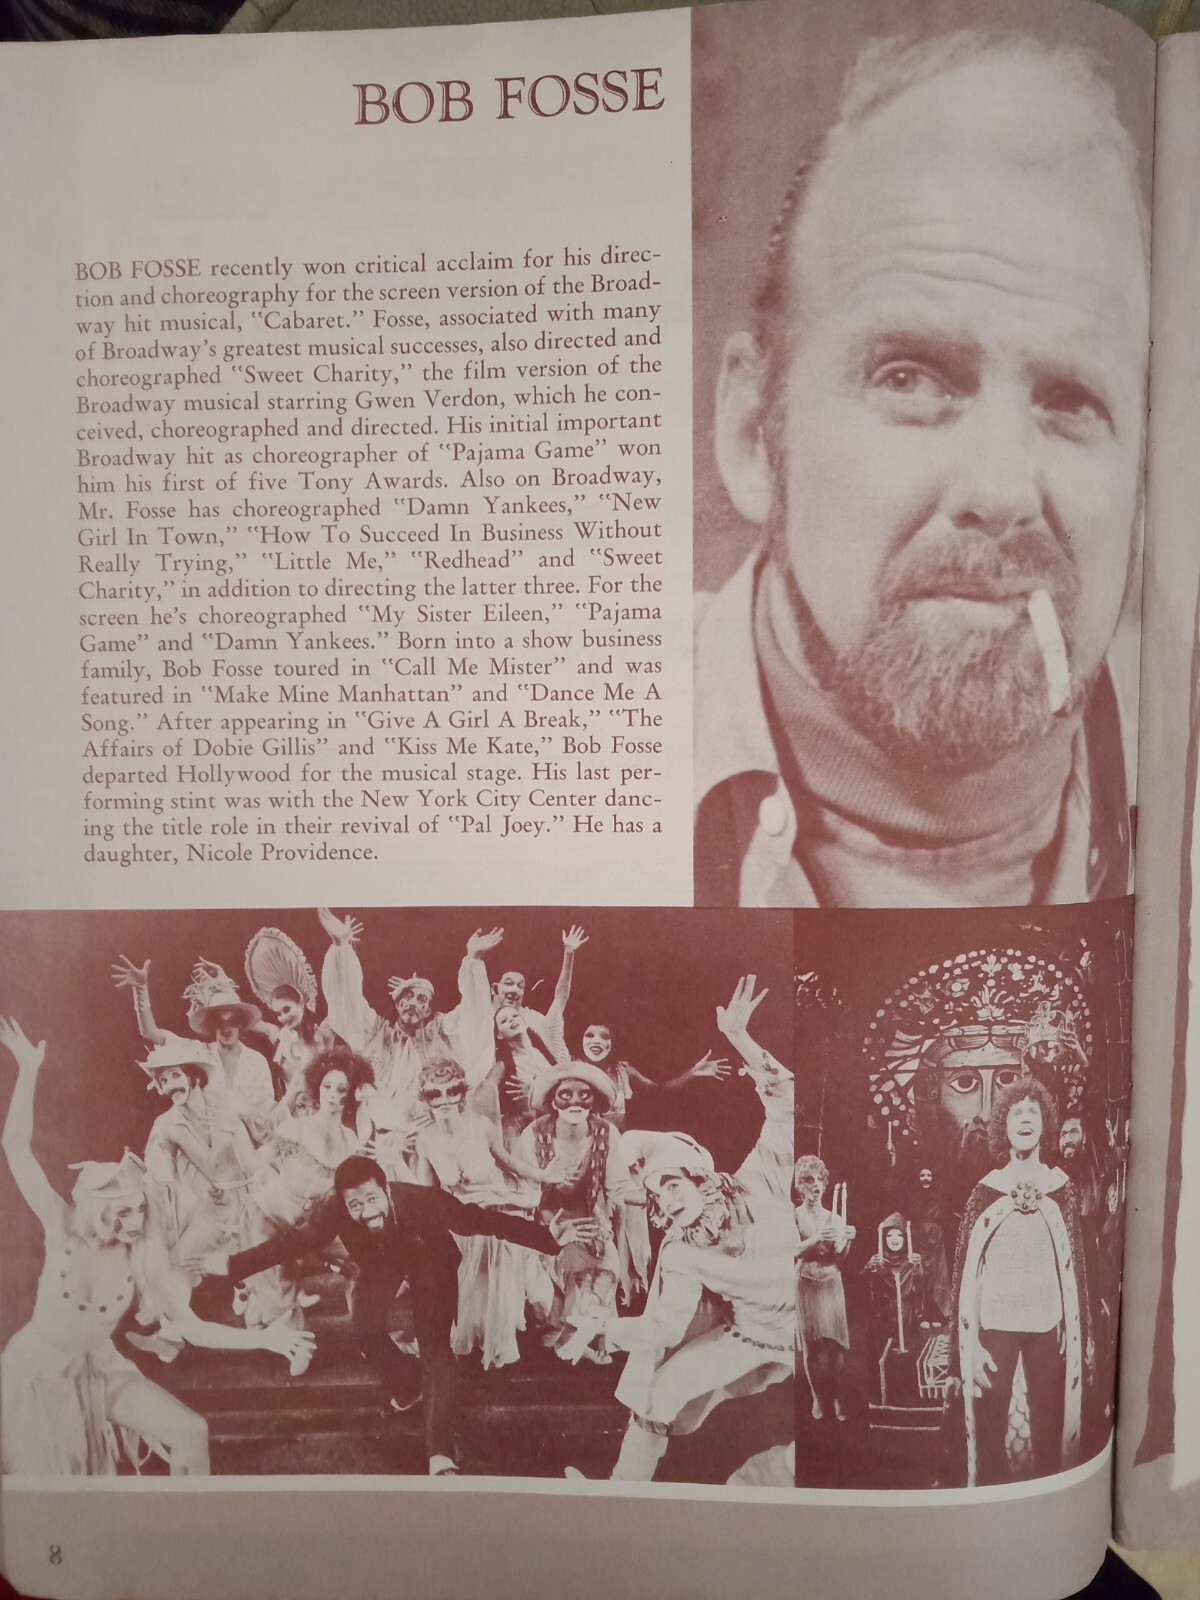 BOB FOSSE
BOB FOSSE recently won critical acclaim for his direc-
tion and choreography for the screen version of the Broad-
way hit musical, "Cabaret." Fosse, associated with many
of Broadway's greatest musical successes, also directed and
choreographed "Sweet Charity," the film version of the
Broadway musical starring Gwen Verdon, which he con-
ceived, choreographed and directed. His initial important
Broadway hit as choreographer of "Pajama Game" won
him his first of five Tony Awards. Also on Broadway,
Mr. Fosse has choreographed "Damn Yankees," "New
Girl In Town," "How To Succeed In Business Without
Really Trying," "Little Me," "Redhead" and "Sweet
Charity," in addition to directing the latter three. For the
screen he's choreographed "My Sister Eileen," "Pajama
Game" and "Damn Yankees." Born into a show business
family, Bob Fosse toured in "Call Me Mister" and was
featured in "Make Mine Manhattan" and "Dance Me A
Song." After appearing in "Give A Girl A Break," "The
Affairs of Dobie Gillis" and "Kiss Me Kate," Bob Fosse
departed Hollywood for the musical stage. His last per-
forming stint was with the New York City Center danc-
ing the title role in their revival of "Pal Joey." He has a
daughter, Nicole Providence.
8